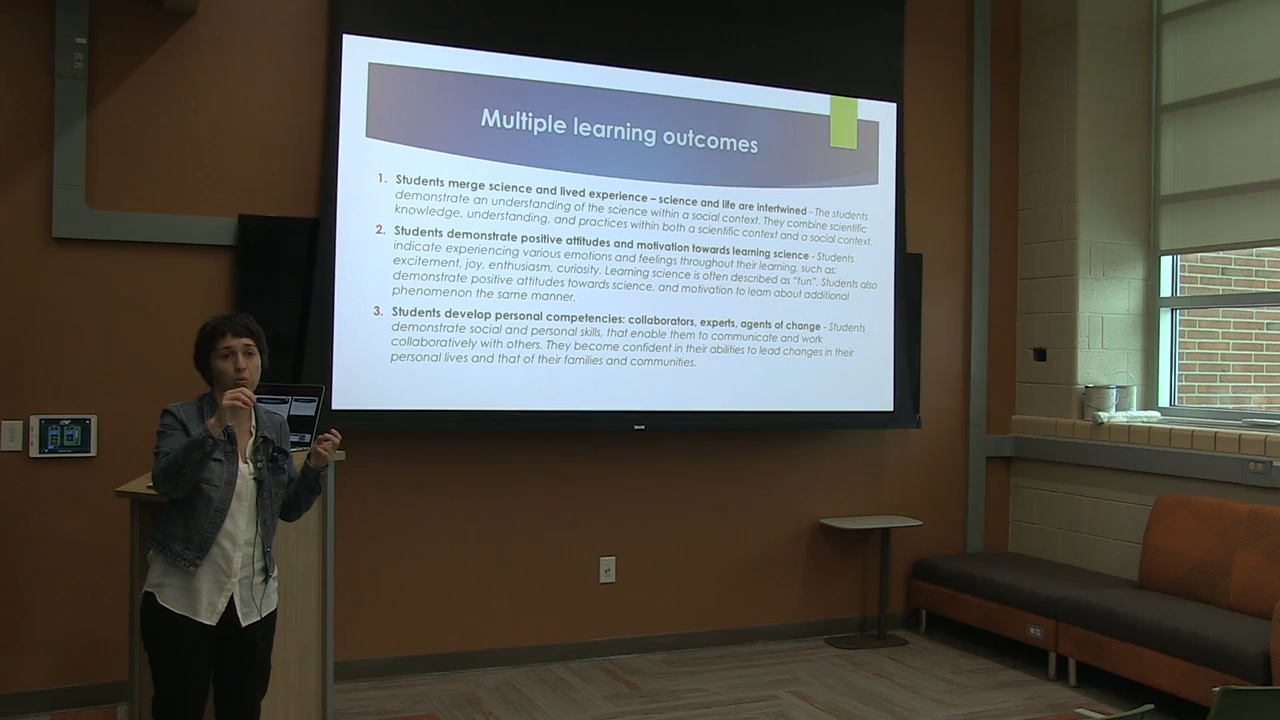 Multiple learning outcomes
1. Students merge science and lived experience – science and life are intertwined - The students
demonstrate an understanding of the science within a social context. They combine scientific
knowledge, understanding, and practices within both a scientific context and a social context.
2. Students demonstrate positive attitudes and motivation towards learning science - Students
indicate experiencing various emotions and feelings throughout their learning, such as:
excitement, joy, enthusiasm, curiosity. Learning science is often described as "fun". Students also
demonstrate positive attitudes towards science, and motivation to learn about additional
phenomenon the same manner.
3. Students develop personal competencies: collaborators, experts, agents of change - Students
demonstrate social and personal skills, that enable them to communicate and work
collaboratively with others. They become confident in their abilities to lead changes in their
personal lives and that of their families and communities.